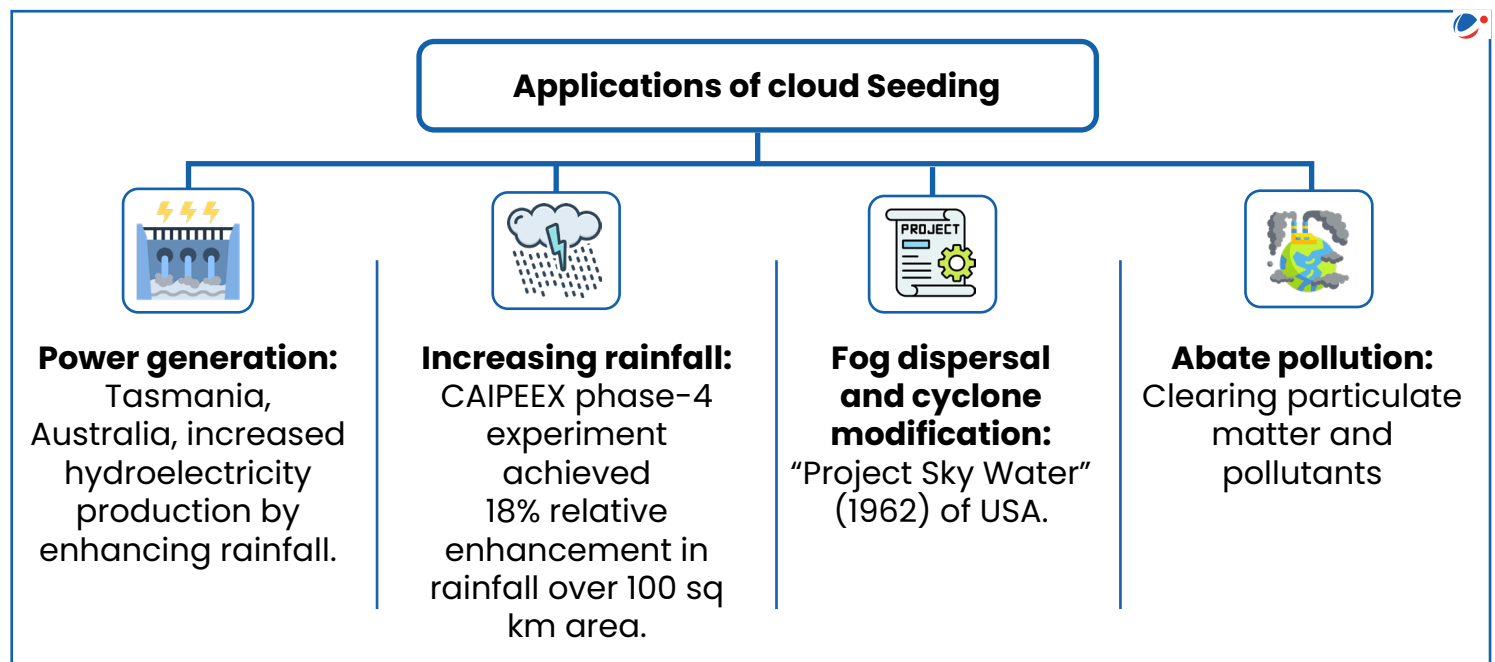 Applications of cloud Seeding
Power generation:
Tasmania,
Australia, increased
hydroelectricity
production by
enhancing rainfall.
Increasing rainfall:
CAIPEEX phase-4
experiment
achieved
18% relative
enhancement in
rainfall over 100 sq
km area.
PROJECT
Fog dispersal
and cyclone
modification:
“Project Sky Water”
(1962) of USA.
Abate pollution:
Clearing particulate
matter and
pollutants